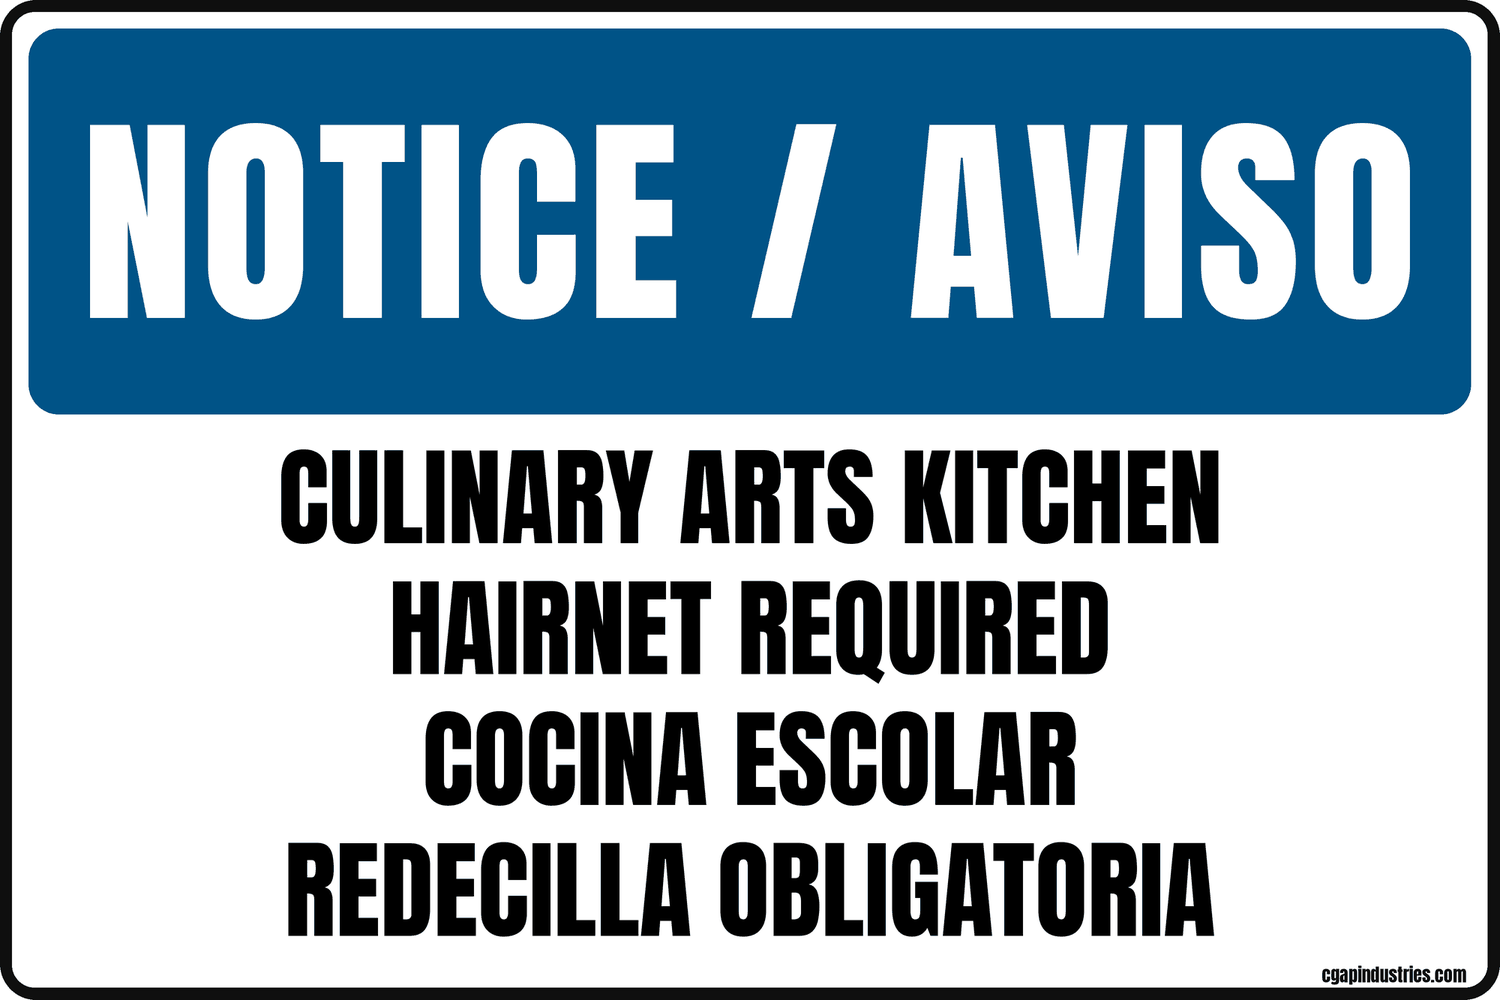 NOTICE / AVISO
CULINARY ARTS KITCHEN
HAIRNET REQUIRED
COCINA ESCOLAR
REDECILLA OBLIGATORIA
cgapindustries.com